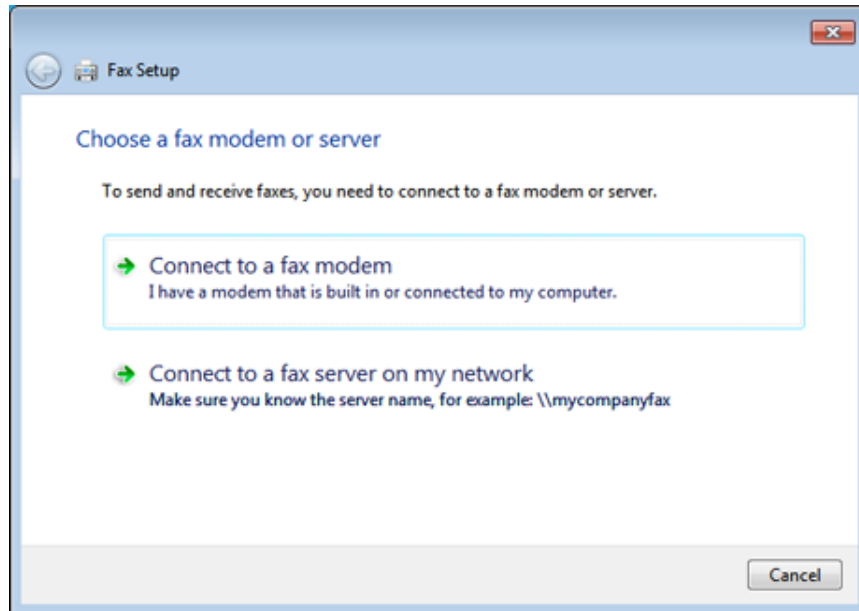 Fax Setup
Choose a fax modem or server
To send and receive faxes, you need to connect to a fax modem or server.
Connect to a fax modem
I have a modem that is built in or connected to my computer.
Connect to a fax server on my network
Make sure you know the server name, for example: \\mycompanyfax
Cancel